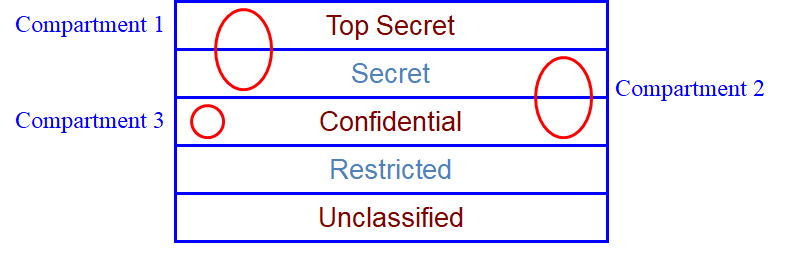 Compartment 1
Top Secret
Secret
Compartment 2
Compartment 3
Confidential
Restricted
Unclassified